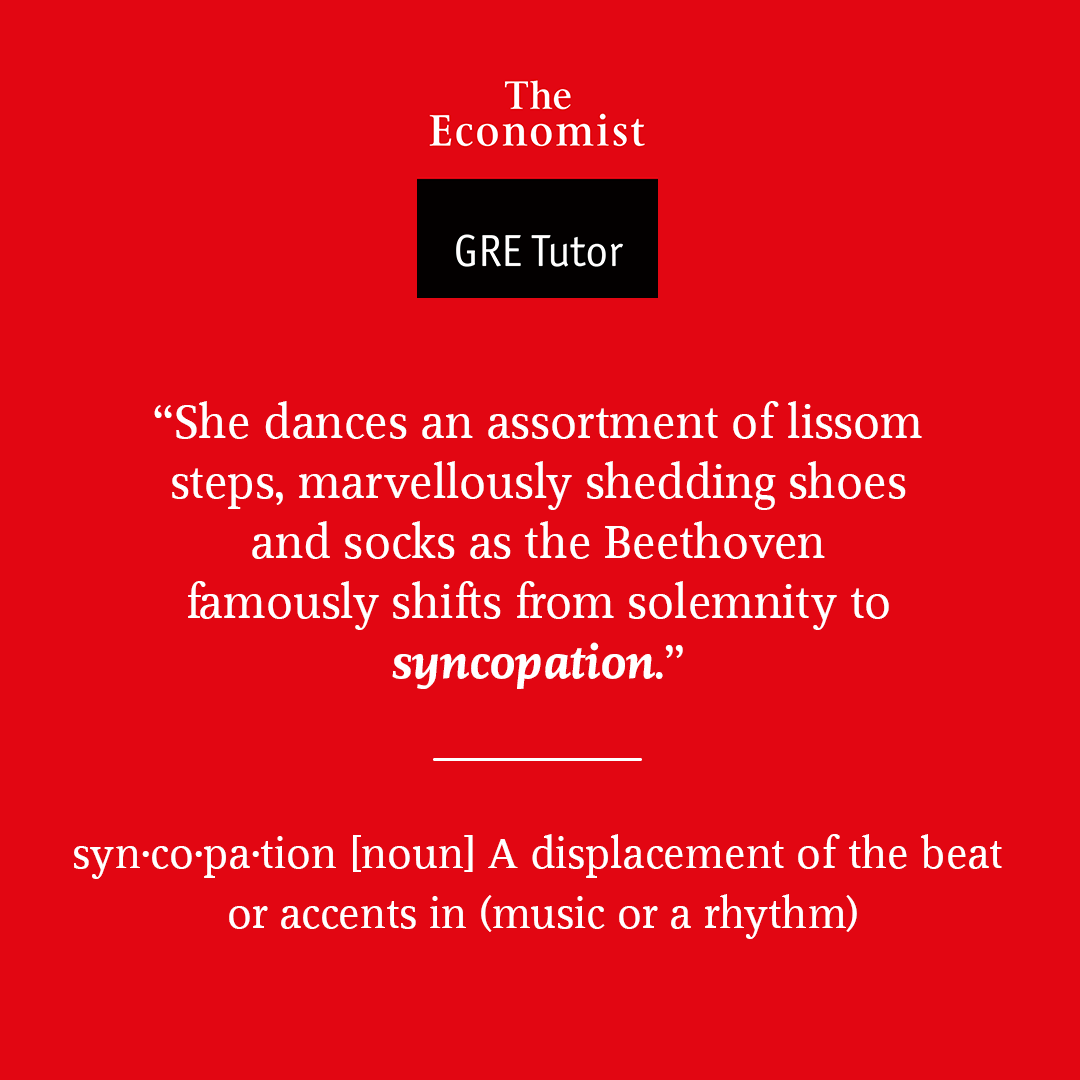 The
Economist
GRE Tutor
“She dances an assortment of lissom
steps, marvellously shedding shoes
and socks as the Beethoven
famously shifts from solemnity to
syncopation.”
syn·co·pa·tion [noun] A displacement of the beat
or accents in (music or a rhythm)